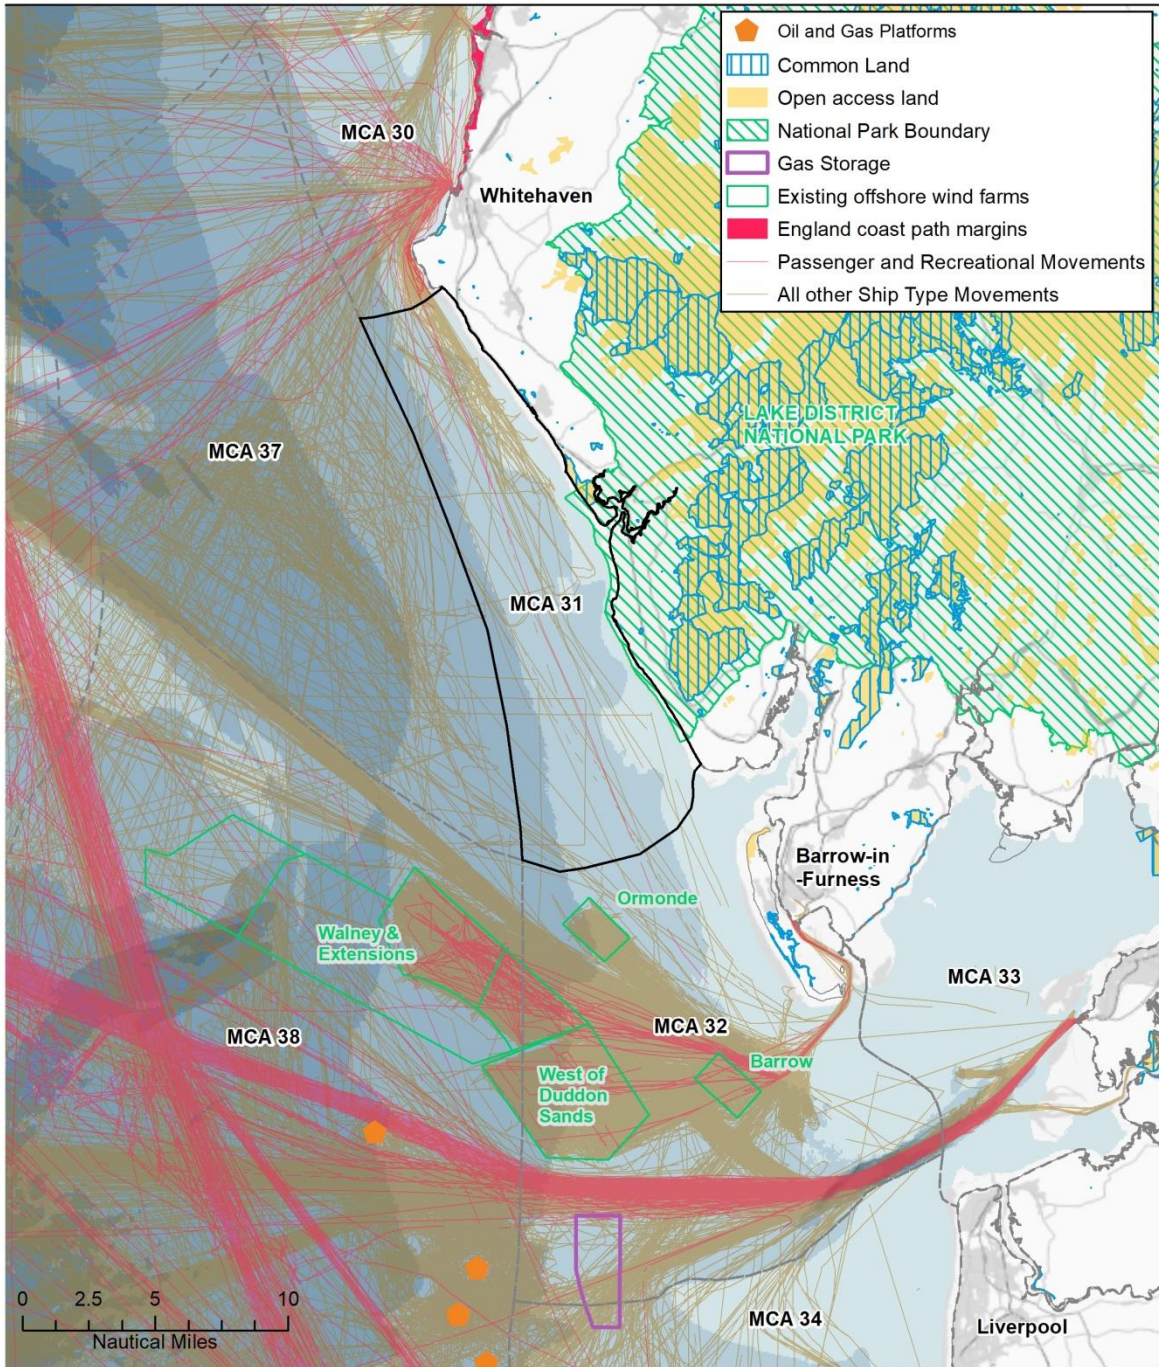 Oil and Gas Platforms
Common Land
Open access land
National Park Boundary
Gas Storage
Existing offshore wind farms
England coast path margins
Passenger and Recreational Movements
All other Ship Type Movements
MCA 30
Whitehaven
LAKE DISTRICT
NATIONAL PARK
MCA 37
MCA 31
Barrow-in
-Furness
Ormonde
Walney &
Extensions
MCA 33
MCA 32
MCA 38
Barrow
West of
Duddon
Sands
0 2.5 5 10
Nautical Miles
MCA 34
Liverpool